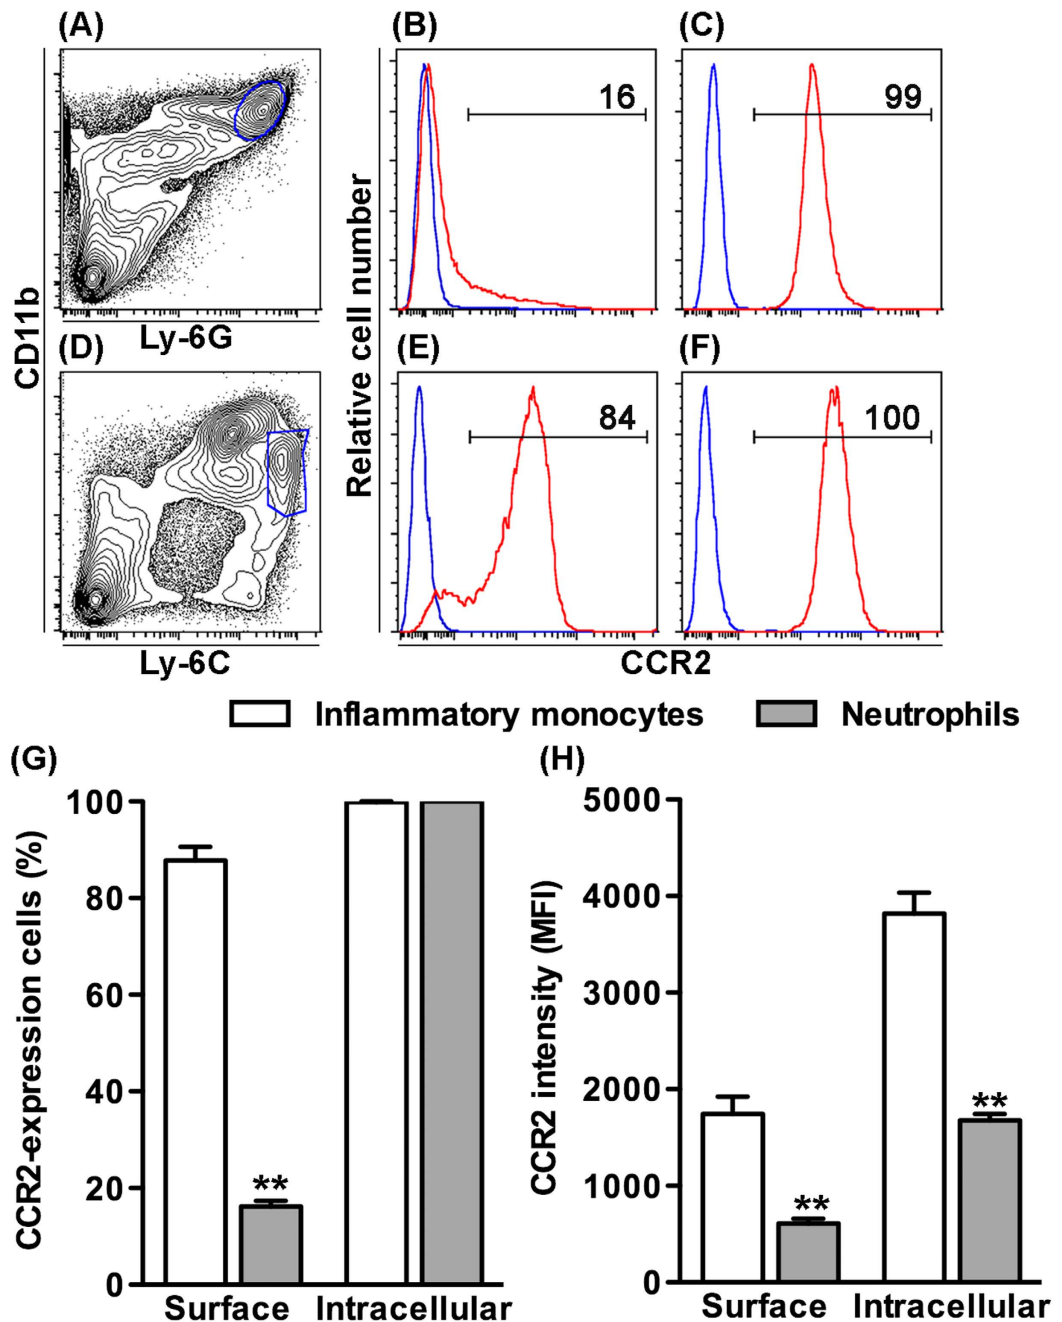 (A)
(B)
(C)
16
99
CD11b
Relative cell number
Ly-6G
(D)
(E)
(F)
84
100
Ly-6C
CCR2
Inflammatory monocytes
Neutrophils
(G)
(H)
CCR2-expression cells (%)
100
80
60
40
20
0
**
Surface
Intracellular
CCR2 intensity (MFI)
5000
4000
3000
2000
1000
0
**
**
Surface
Intracellular